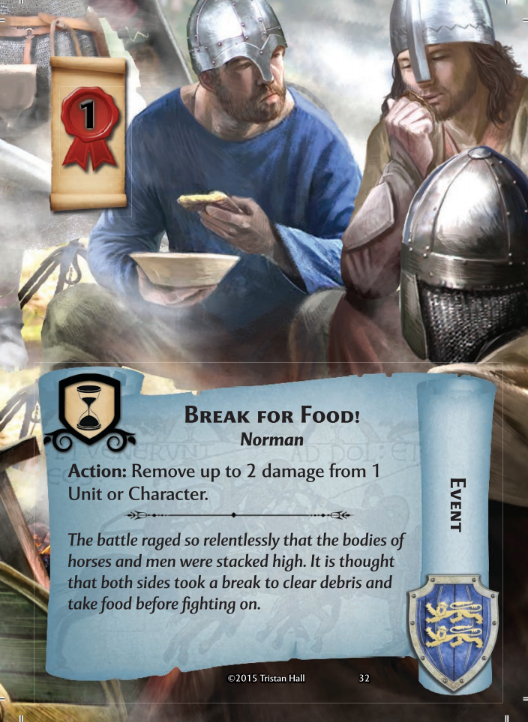 1
BREAK FOR FOOD!
Norman
Action: Remove up to 2 damage from 1
Unit or Character.
The battle raged so relentlessly that the bodies of
horses and men were stacked high. It is thought
that both sides took a break to clear debris and
take food before fighting on.
EVENT
©2015 Tristan Hall
32